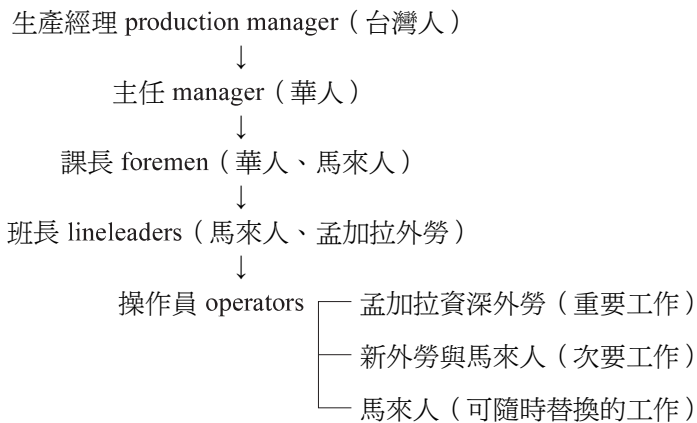 生產經理 production manager（台灣人）
主任 manager（華人）
課長 foremen（華人、馬來人）
班長 lineleaders（馬來人、孟加拉外勞）
操作員 operators
孟加拉資深外勞（重要工作）
新外勞與馬來人（次要工作）
馬來人（可隨時替換的工作）